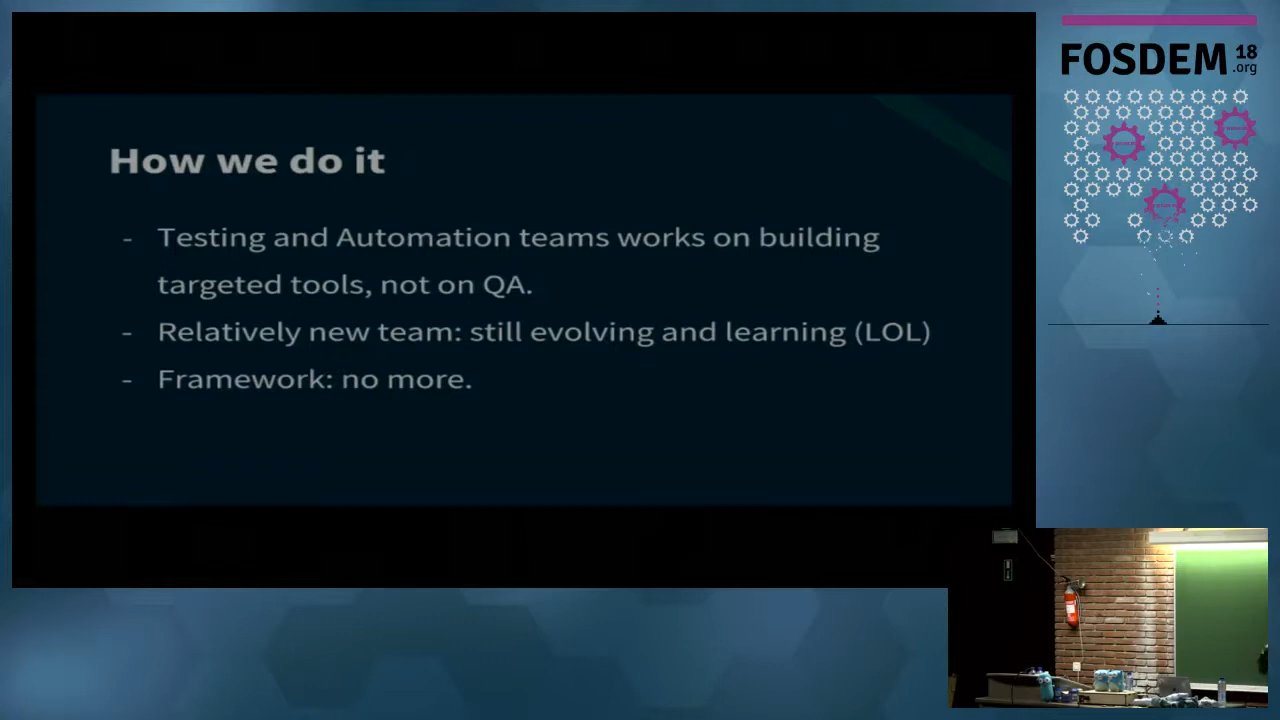 How we do it
- Testing and Automation teams works on building
targeted tools, not on QA.
- Relatively new team: still evolving and learning (LOL)
- Framework: no more.
FOSDEM 18
.org